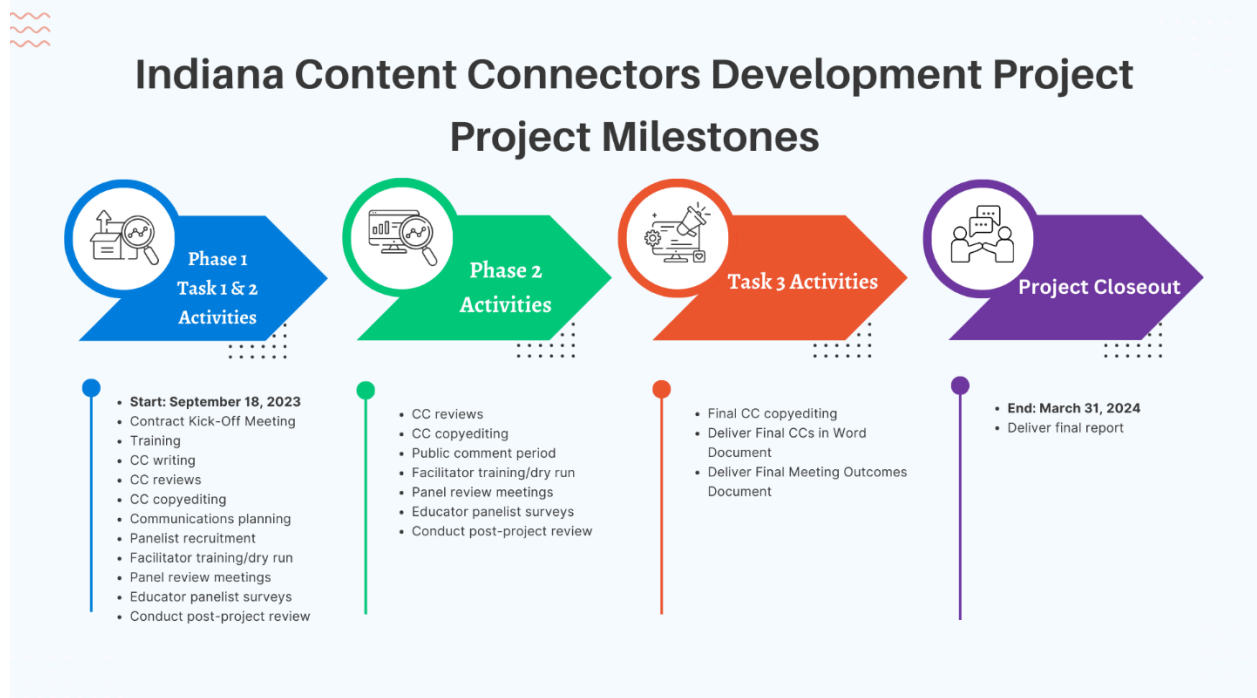 Indiana Content Connectors Development Project
Project Milestones
Phase 1
Task 1 & 2
Activities
• Start: September 18, 2023
• Contract Kick-Off Meeting
• Training
• CC writing
• CC reviews
• CC copyediting
• Communications planning
• Panelist recruitment
• Facilitator training/dry run
• Panel review meetings
• Educator panelist surveys
• Conduct post-project review
Phase 2
Activities
• CC reviews
• CC copyediting
• Public comment period
• Facilitator training/dry run
• Panel review meetings
• Educator panelist surveys
• Conduct post-project review
Task 3 Activities
• Final CC copyediting
• Deliver Final CCs in Word
Document
• Deliver Final Meeting Outcomes
Document
Project Closeout
• End: March 31, 2024
• Deliver final report